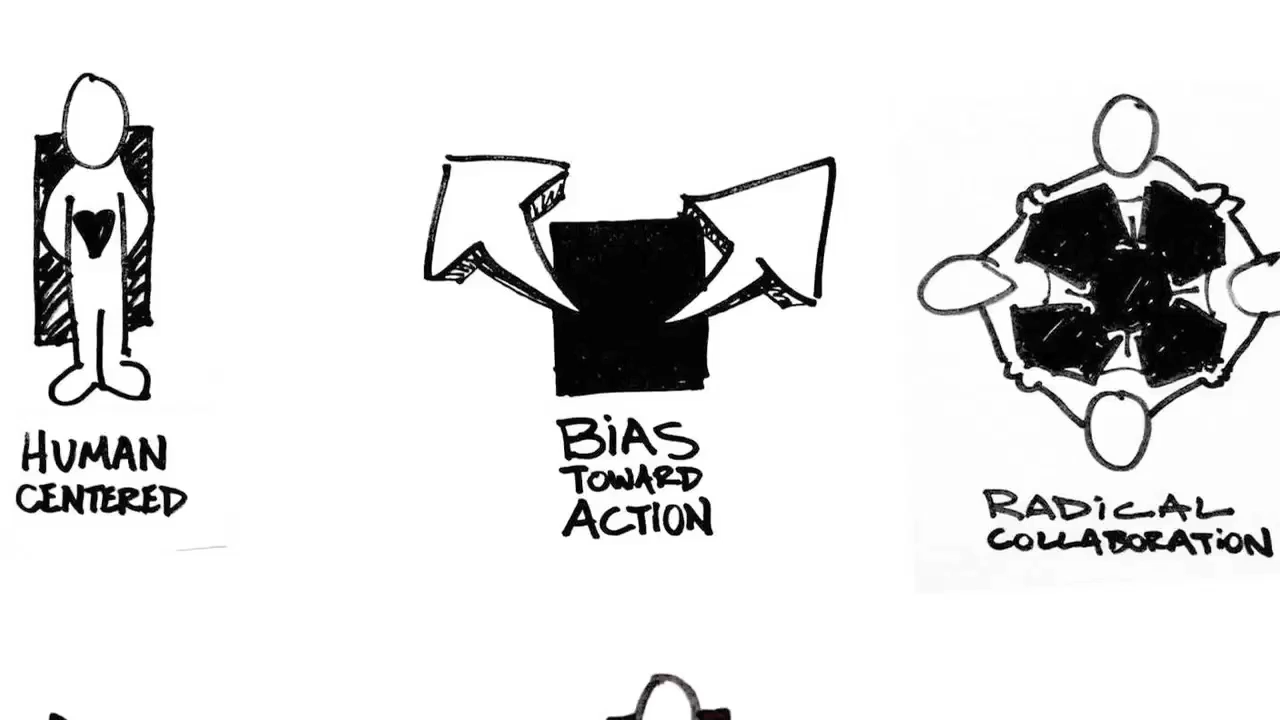 HUMAN
CENTERED
BiAS
TOWARD
ACTION
RADiCAL
COLLABORATiON